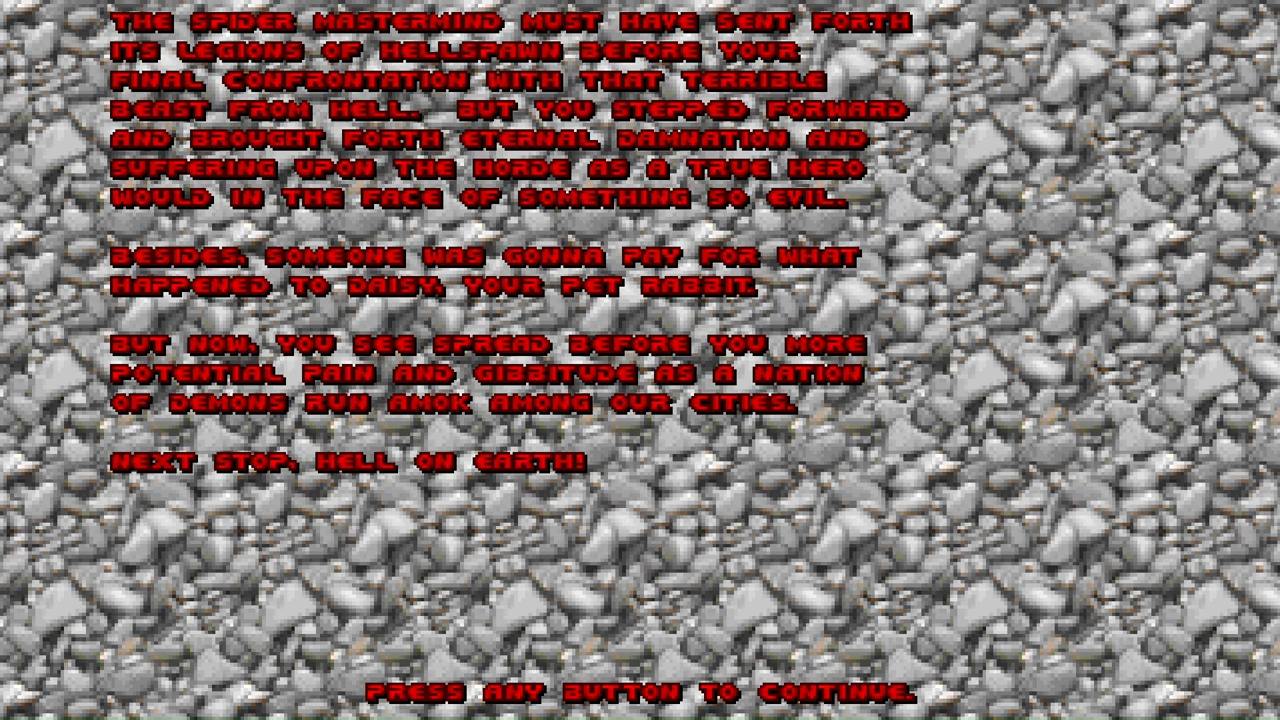 THE SPIDER MASTERMIND MUST HAVE SENT FORTH
ITS LEGIONS OF HELLSPAWN BEFORE YOUR
FINAL CONFRONTATION WITH THAT TERRIBLE
BEAST FROM HELL.  BUT YOU STEPPED FORWARD
AND BROUGHT FORTH ETERNAL DAMNATION AND
SUFFERING UPON THE HORDE AS A TRUE HERO
WOULD IN THE FACE OF SOMETHING SO EVIL.
BESIDES, SOMEONE WAS GONNA PAY FOR WHAT
HAPPENED TO DAISY, YOUR PET RABBIT.
BUT NOW, YOU SEE SPREAD BEFORE YOU MORE
POTENTIAL PAIN AND GIBBITUDE AS A NATION
OF DEMONS RUN AMOK AMONG OUR CITIES.
NEXT STOP, HELL ON EARTH!
PRESS ANY BUTTON TO CONTINUE.